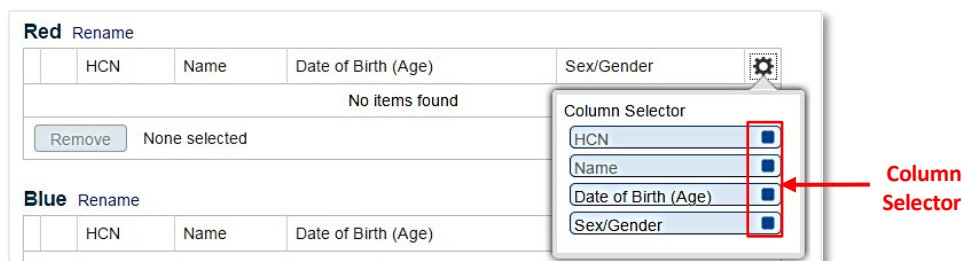 Red Rename
HCN Name Date of Birth (Age) Sex/Gender
No items found
Column Selector
HCN
Remove None selected
Name
Date of Birth (Age)
Sex/Gender
Column
Selector
Blue Rename
HCN Name Date of Birth (Age)